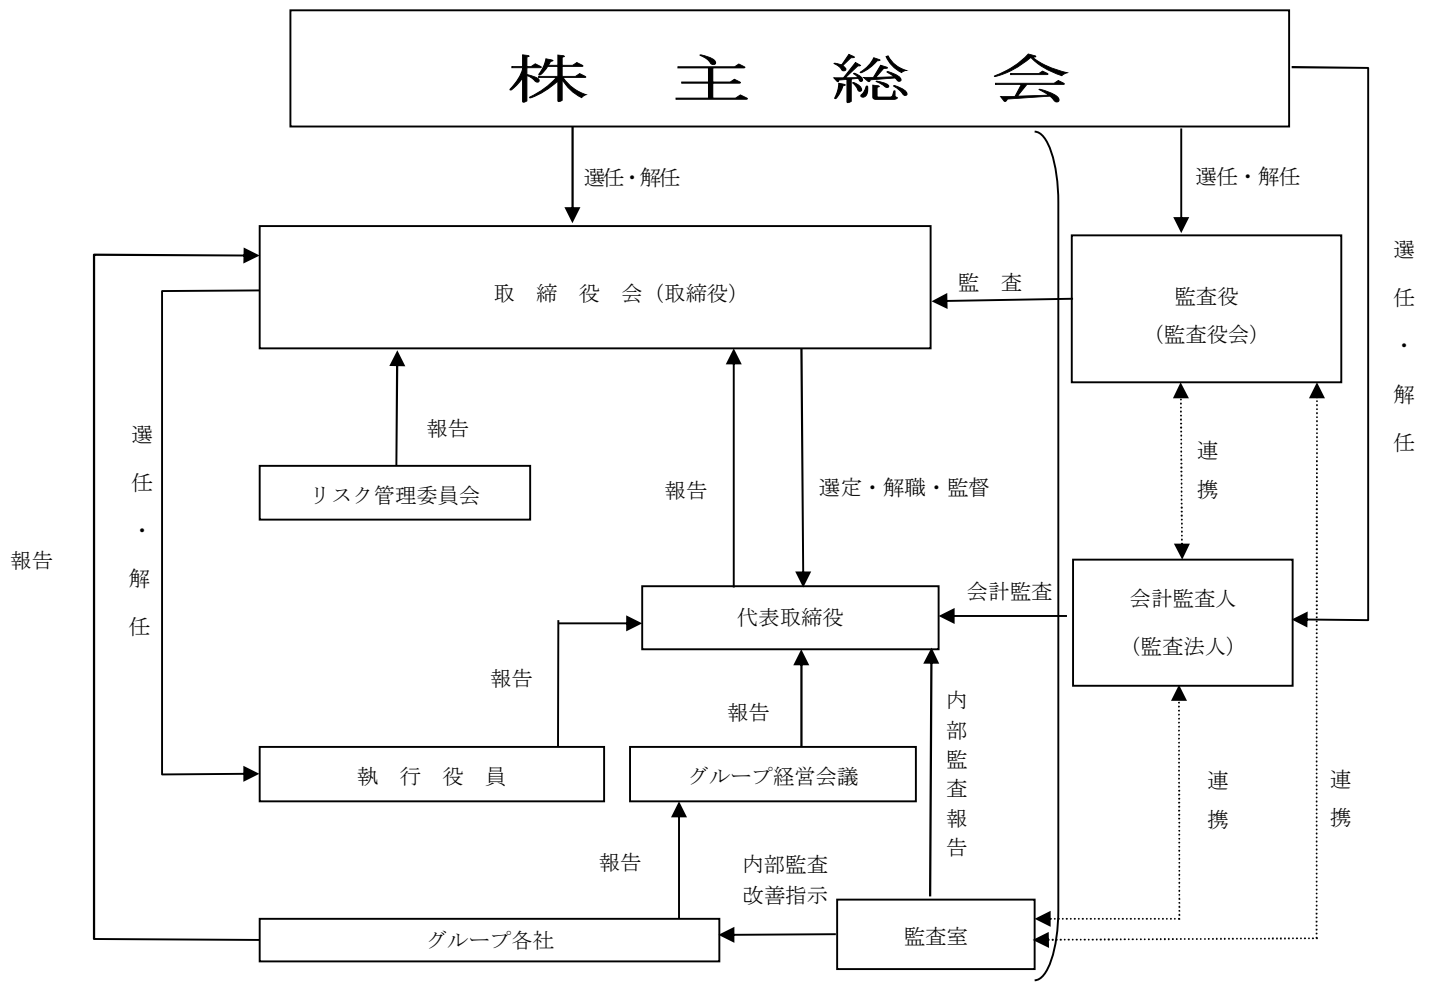 株　主　総　会
選任・解任
選任・解任
選任・解任
取　締　役　会（取締役）
監　査
監査役
（監査役会）
選任・解任
報告
報告
リスク管理委員会
報告
選定・解職・監督
連携
会計監査
会計監査人
（監査法人）
代表取締役
報告
報告
内部監査報告
執　行　役　員
グループ経営会議
連携
連携
報告
内部監査
改善指示
グループ各社
監査室